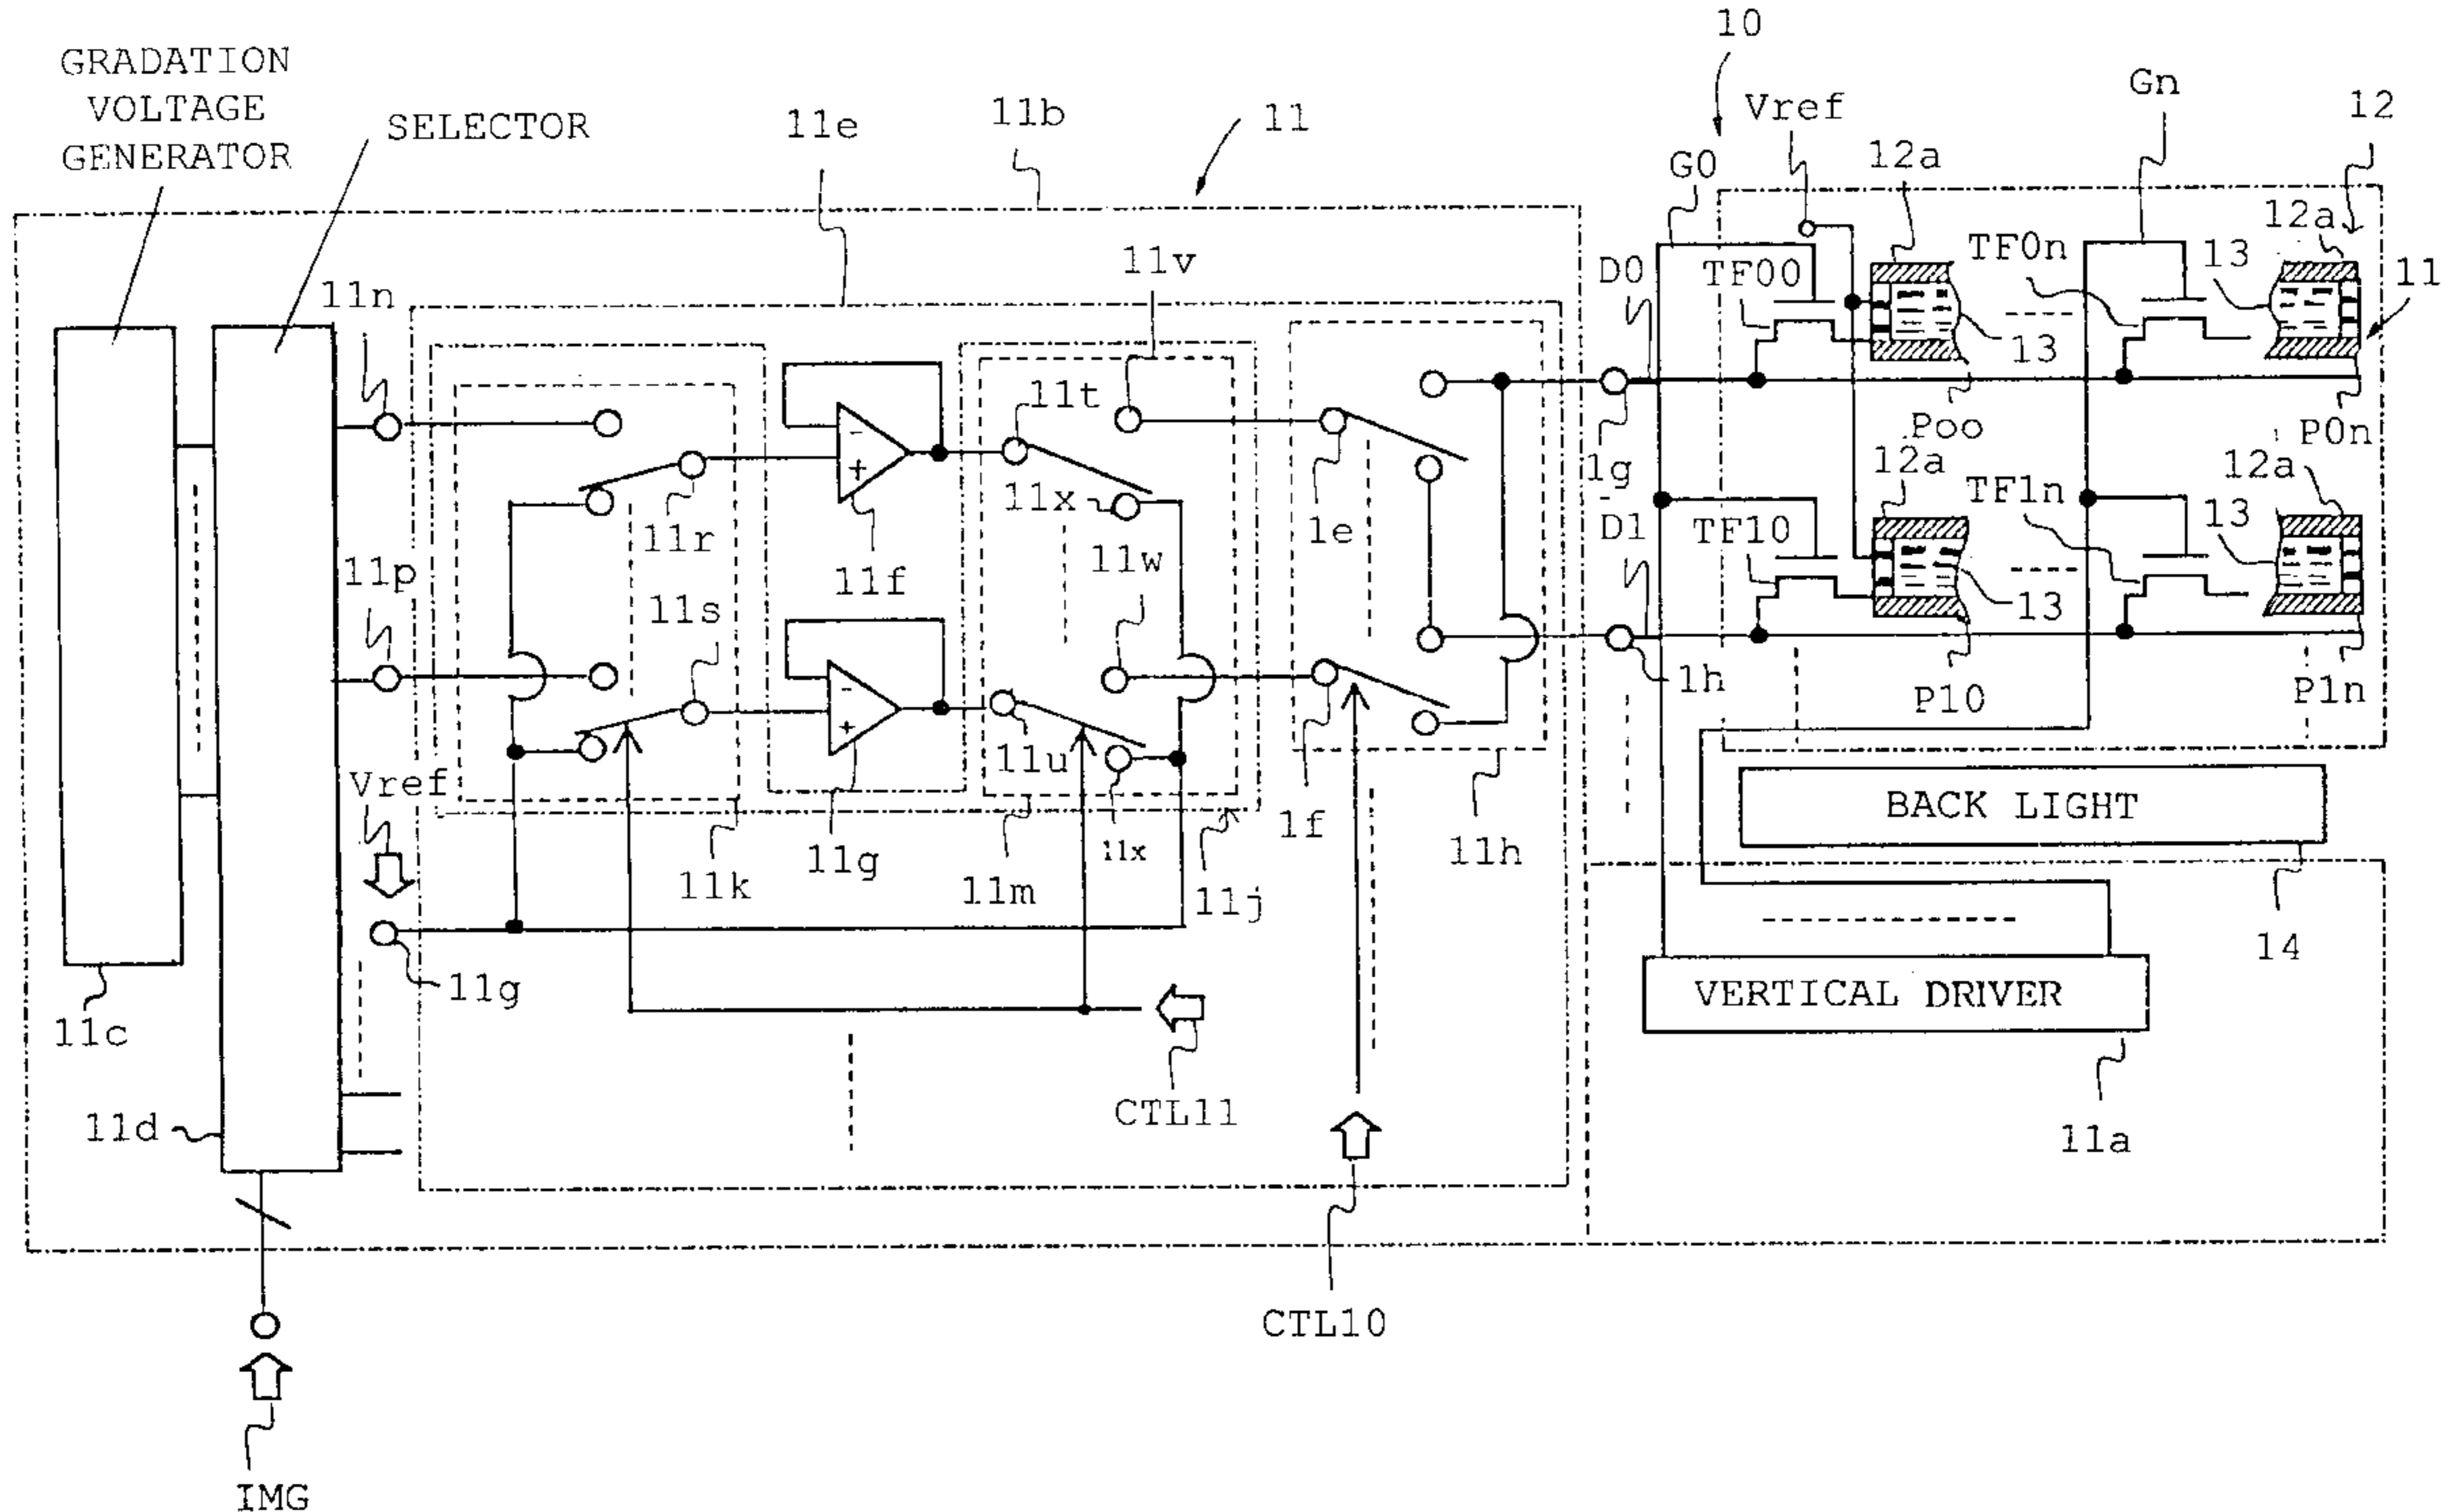 10
GRADATION
VOLTAGE
GENERATOR
SELECTOR
11e
11b
11
Vref
Gn
12
G0
12a
12a
11n
11v
D0
TF00
TF0n
13
11
11t
13
1g
Poo
P0n
11r
11x
1e
D1
12a
TF1n
12a
11p
11f
11w
TF10
13
11s
13
1h
P10
P1n
Vref
11u
11k
11g
11m
11x
11j
1f
11h
BACK LIGHT
14
11g
11c
VERTICAL DRIVER
11d
CTL11
11a
CTL10
IMG